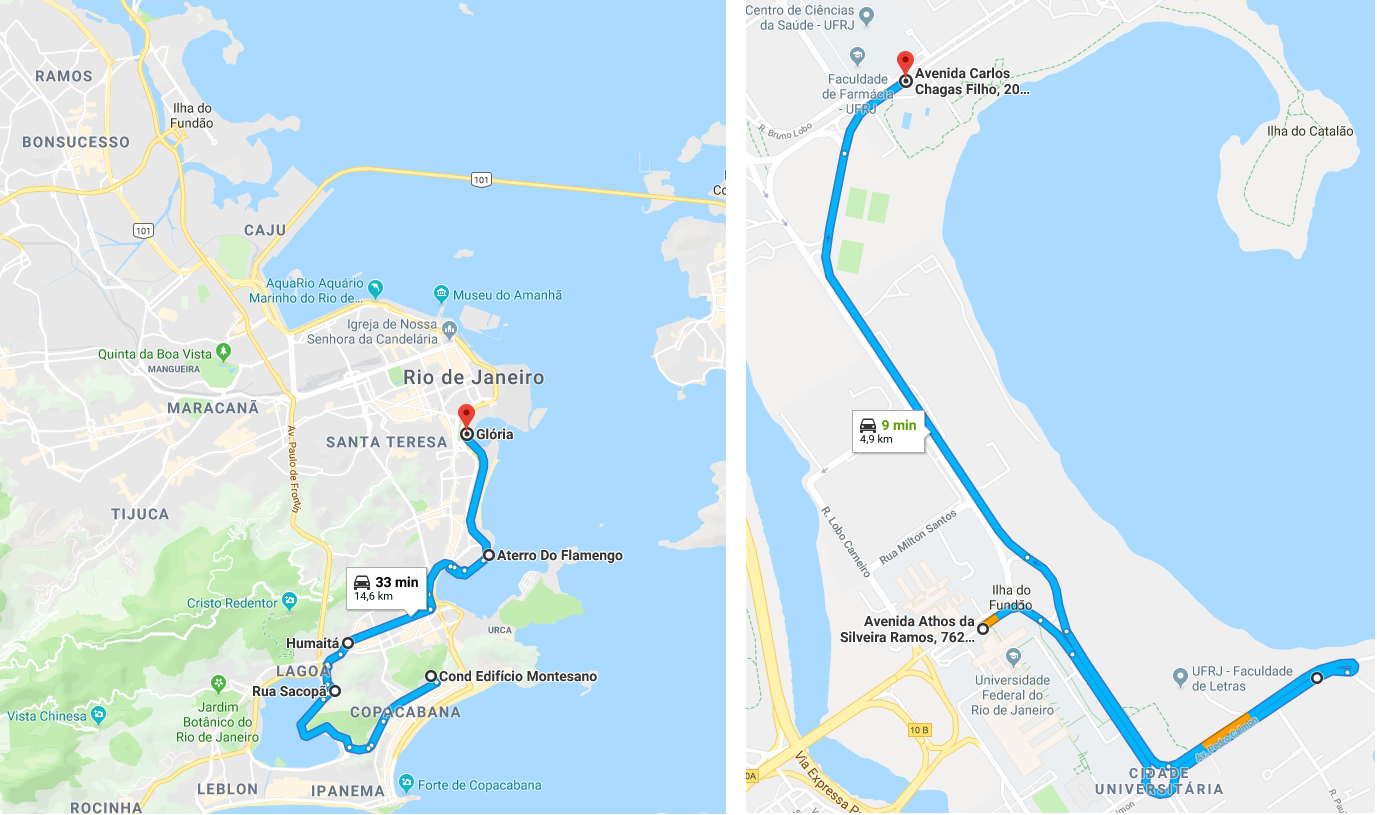 RAMOS
Ilha do
Fundão
BONSUCESSO
101
101
CAJU
AquaRio Aquário
Marinho do Rio de...
Museu do Amanhã
Igreja de Nossa
Senhora da Candelária
Quinta da Boa Vista
MANGUEIRA
Rio de Janeiro
MARACANÃ
Glória
SANTA TERESA
Av. Paulo de Frontin
TIJUCA
Aterro Do Flamengo
33 min
14,6 km
Cristo Redentor
URCA
Humaitá
LAGOA
Cond Edifício Montesano
Rua Sacopã
Jardim
Botânico do
Rio de Janeiro
Vista Chinesa
COPACABANA
Forte de Copacabana
LEBLON
IPANEMA
ROCINHA
Centro de Ciências
da Saúde - UFRJ
Avenida Carlos
Chagas Filho, 20...
Faculdade
de Farmácia
- UFRJ
R. Bruno Lobo
Ilha do Catalão
9 min
4,9 km
R. Lobo Carneiro
Rua Milton Santos
Ilha do
Fundão
Avenida Athos da
Silveira Ramos, 762...
UFRJ - Faculdade
de Letras
Universidade
Federal do
Rio de Janeiro
10 B
Av. Pedro Calmon
CIDADE
UNIVERSITÁRIA
0A
Via Expressa P
lmon
R. Pau